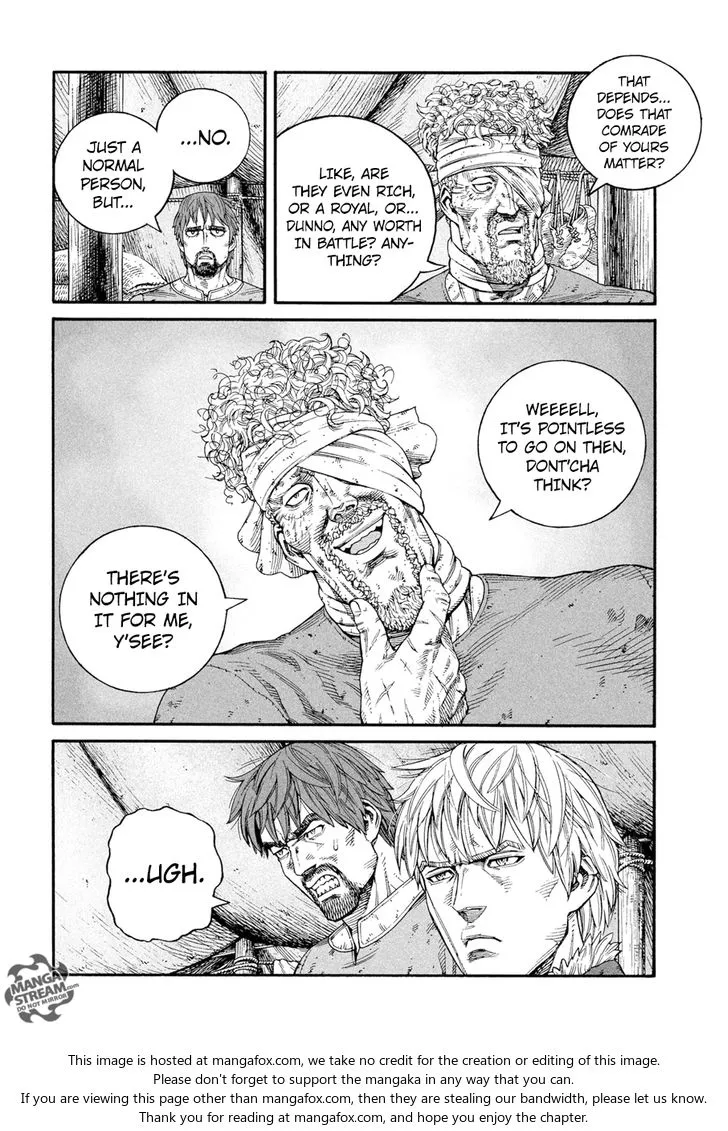 THAT
DEPENDS...
DOES THAT
COMRADE
OF YOURS
MATTER?
LIKE, ARE
THEY EVEN RICH,
OR A ROYAL, OR...
DUNNO, ANY WORTH
IN BATTLE? ANY-
THING?
...NO.
JUST A
NORMAL
PERSON,
BUT...
WEEEELL,
IT'S POINTLESS
TO GO ON THEN,
DONT'CHA
THINK?
THERE'S
NOTHING IN
IT FOR ME,
Y'SEE?
...UGH.
MANGA
STREAM.com
DO NOT MIRROR
This image is hosted at mangafox.com, we take no credit for the creation or editing of this image.
Please don't forget to support the mangaka in any way that you can.
If you are viewing this page other than mangafox.com, then they are stealing our bandwidth, please let us know.
Thank you for reading at mangafox.com, and hope you enjoy the chapter.